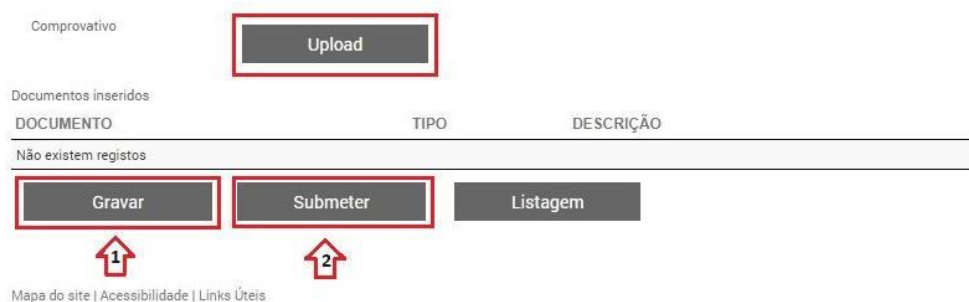 Comprovativo
Upload
Documentos inseridos
DOCUMENTO TIPO DESCRIÇÃO
Não existem registos
Gravar Submeter Listagem
1 2
Mapa do site | Acessibilidade | Links Úteis